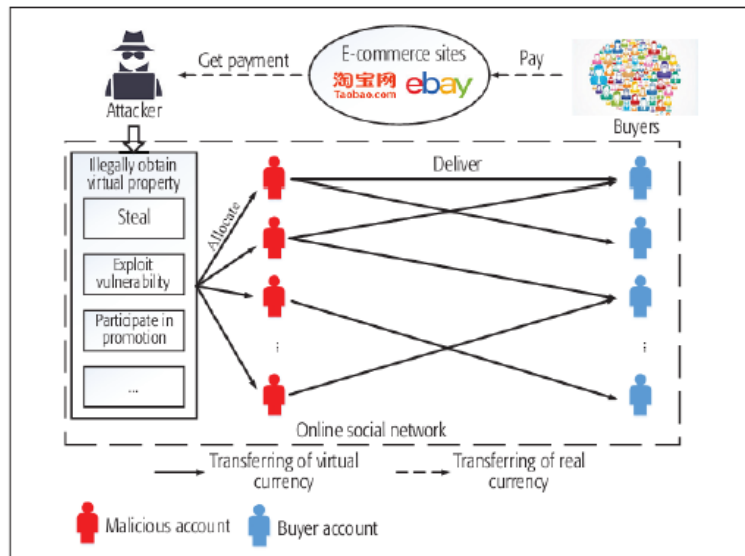 Get payment
E-commerce sites
淘宝网
Taobao.com
ebay
Pay
Attacker
Buyers
Illegally obtain
virtual property
Steal
Exploit
vulnerability
Participate in
promotion
...
Allocate
Deliver
Online social network
Transferring of virtual
currency
Transferring of real
currency
Malicious account
Buyer account